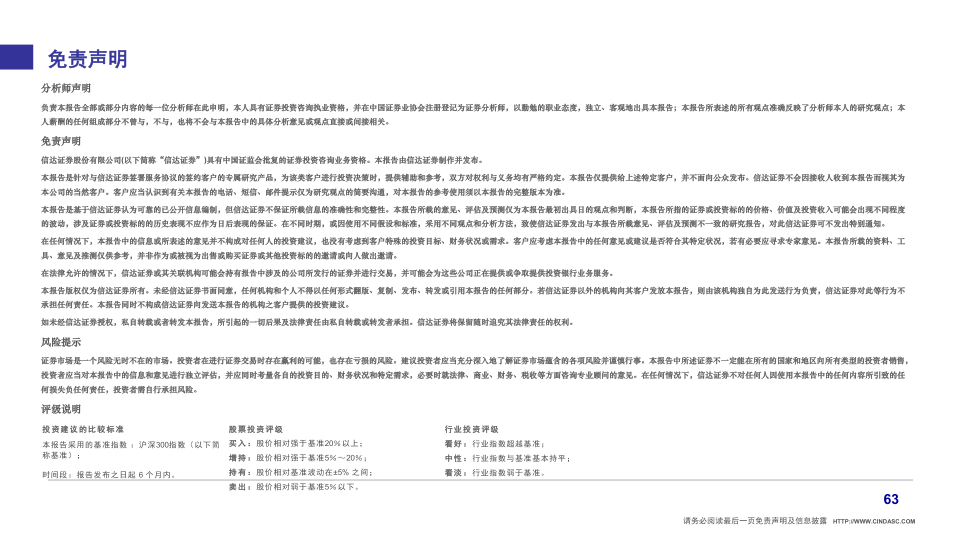 免责声明
分析师声明
负责本报告全部或部分内容的每一位分析师在此申明，本人具有证券投资咨询执业资格，并在中国证券业协会注册登记为证券分析师，以勤勉的职业态度，独立、客观地出具本报告；本报告所表述的所有观点准确反映了分析师本人的研究观点；本
人薪酬的任何组成部分不曾与，不与，也将不会与本报告中的具体分析意见或观点直接或间接相关。
免责声明
信达证券股份有限公司(以下简称“信达证券”)具有中国证监会批复的证券投资咨询业务资格。本报告由信达证券制作并发布。
本报告是针对与信达证券签署服务协议的签约客户的专属研究产品，为该类客户进行投资决策时，提供辅助和参考，双方对权利与义务均有严格约定。本报告仅提供给上述特定客户，并不面向公众发布。信达证券不会因接收人收到本报告而视其为
本公司的当然客户。客户应当认识到有关本报告的电话、短信、邮件提示仅为研究观点的简要沟通，对本报告的参考使用须以本报告的完整版本为准。
本报告是基于信达证券认为可靠的已公开信息编制，但信达证券不保证所载信息的准确性和完整性。本报告所载的意见、评估及预测仅为本报告最初出具日的观点和判断，本报告所指的证券或投资标的的价格、价值及投资收入可能会出现不同程度
的波动，涉及证券或投资标的的历史表现不应作为日后表现的保证。在不同时期，或因使用不同假设和标准，采用不同观点和分析方法，致使信达证券发出与本报告所载意见、评估及预测不一致的研究报告，对此信达证券可不发出特别通知。
在任何情况下，本报告中的信息或所表述的意见并不构成对任何人的投资建议，也没有考虑到客户特殊的投资目标、财务状况或需求。客户应考虑本报告中的任何意见或建议是否符合其特定状况，若有必要应寻求专家意见。本报告所载的资料、工
具、意见及推测仅供参考，并非作为或被视为出售或购买证券或其他投资标的的邀请或向人做出邀请。
在法律允许的情况下，信达证券或其关联机构可能会持有报告中涉及的公司所发行的证券并进行交易，并可能会为这些公司正在提供或争取提供投资银行业务服务。
本报告版权仅为信达证券所有。未经信达证券书面同意，任何机构和个人不得以任何形式翻版、复制、发布、转发或引用本报告的任何部分。若信达证券以外的机构向其客户发放本报告，则由该机构独自为此发送行为负责，信达证券对此等行为不
承担任何责任。本报告同时不构成信达证券向发送本报告的机构之客户提供的投资建议。
如未经信达证券授权，私自转载或者转发本报告，所引起的一切后果及法律责任由私自转载或转发者承担。信达证券将保留随时追究其法律责任的权利。
风险提示
证券市场是一个风险无时不在的市场。投资者在进行证券交易时存在赢利的可能，也存在亏损的风险。建议投资者应当充分深入地了解证券市场蕴含的各项风险并谨慎行事。本报告中所述证券不一定能在所有的国家和地区向所有类型的投资者销售，
投资者应当对本报告中的信息和意见进行独立评估，并应同时考量各自的投资目的、财务状况和特定需求，必要时就法律、商业、财务、税收等方面咨询专业顾问的意见。在任何情况下，信达证券不对任何人因使用本报告中的任何内容所引致的任
何损失负任何责任，投资者需自行承担风险。
评级说明
投资建议的比较标准
本报告采用的基准指数 ：沪深300指数（以下简
称基准）；
时间段：报告发布之日起 6 个月内。
股票投资评级
买入：股价相对强于基准20％以上；
增持：股价相对强于基准5％～20％；
持有：股价相对基准波动在±5% 之间；
卖出：股价相对弱于基准5％以下。
行业投资评级
看好：行业指数超越基准；
中性：行业指数与基准基本持平；
看淡：行业指数弱于基准。
63
请务必阅读最后一页免责声明及信息披露 HTTP://WWW.CINDASC.COM